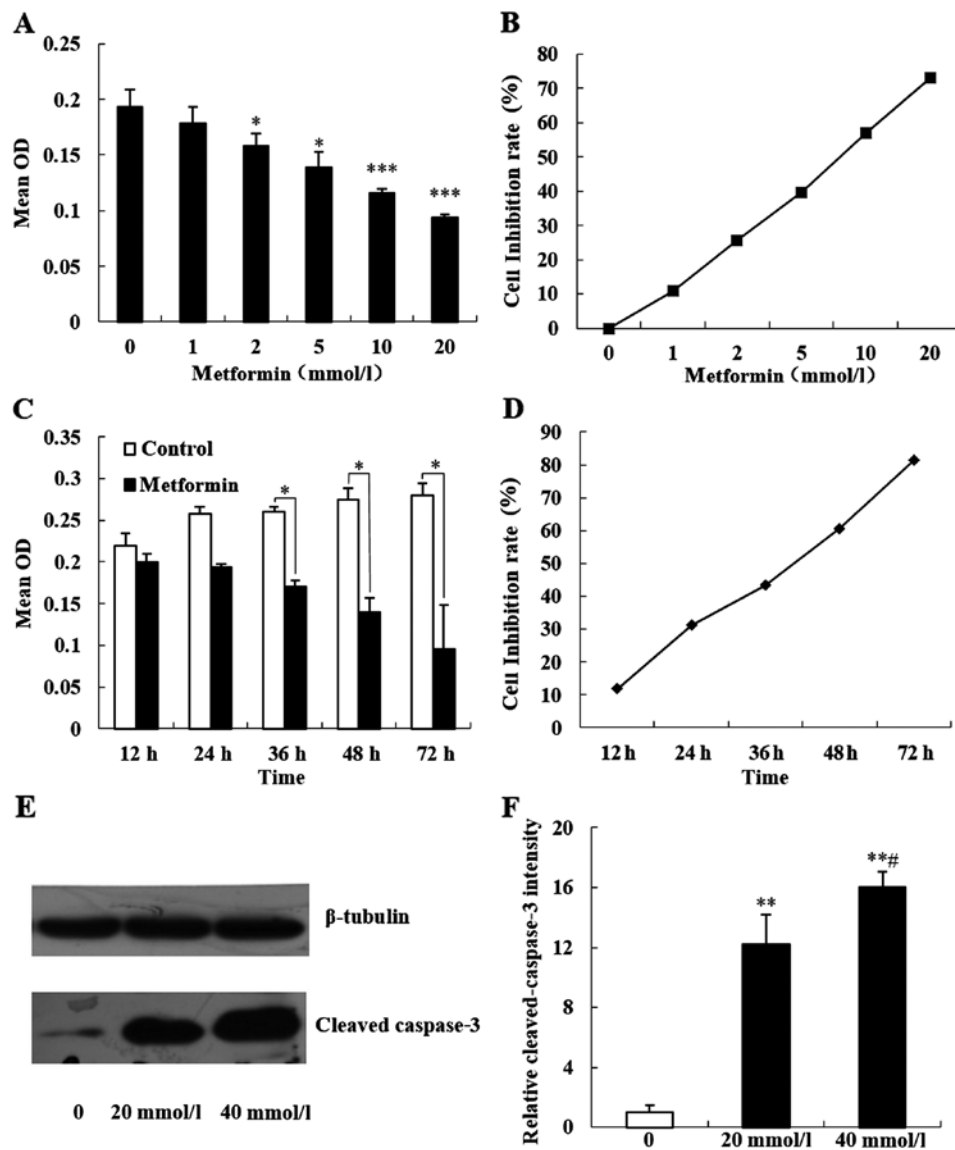 A
0.25
0.2
0.15
0.1
0.05
0
Mean OD
*
*
***
***
0 1 2 5 10 20
Metformin (mmol/l)
B
80
70
60
50
40
30
20
10
0
Cell Inhibition rate (%)
0 1 2 5 10 20
Metformin (mmol/l)
C
0.35
0.3
0.25
0.2
0.15
0.1
0.05
0
Mean OD
Control
Metformin
*
*
*
12 h 24 h 36 h 48 h 72 h
Time
D
90
80
70
60
50
40
30
20
10
0
Cell Inhibition rate (%)
12 h 24 h 36 h 48 h 72 h
Time
E
β-tubulin
Cleaved caspase-3
0 20 mmol/l 40 mmol/l
F
20
16
12
8
4
0
Relative cleaved-caspase-3 intensity
**
**#
0 20 mmol/l 40 mmol/l